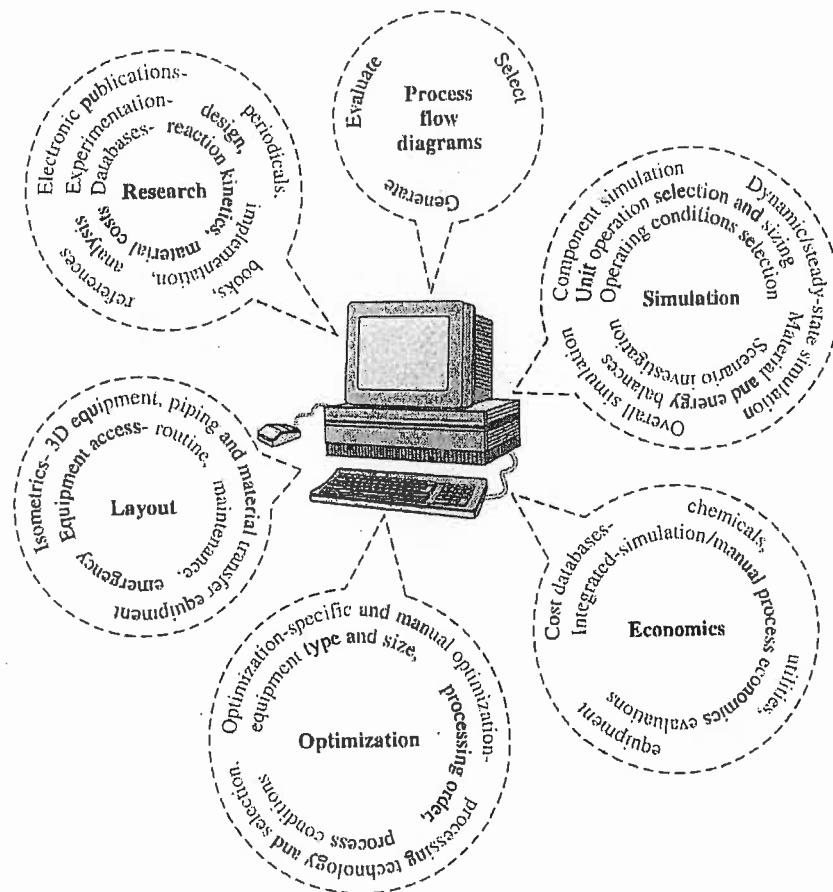 Process
flow
diagrams
Evaluate
Select
Generate
Research
Electronic publications- periodicals, books, references
Experimentation- design, implementation, analysis
Databases- reaction kinetics, material costs
Simulation
Component simulation
Dynamic/steady-state simulation
Overall simulation
Unit operation selection and sizing
Material and energy balances
Operating conditions selection
Scenario investigation
Layout
Isometrics- 3D equipment, piping and material transfer equipment
Equipment access- routine, maintenance, emergency
Economics
Cost databases- chemicals, utilities, equipment
Integrated-simulation/manual process economics evaluations
Optimization
Optimization-specific and manual optimization-
processing technology and selection,
equipment type and size,
processing order,
process conditions